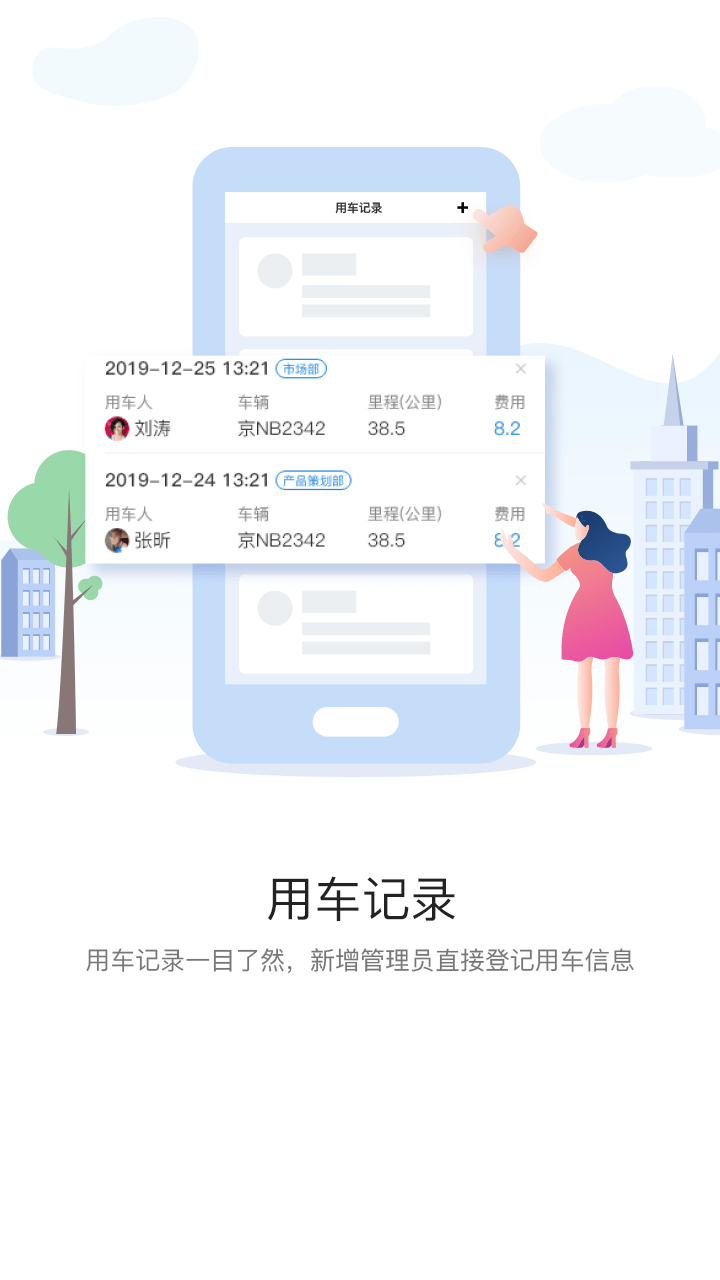 用车记录 +
2019-12-25 13:21 市场部 ×
用车人 车辆 里程(公里) 费用
刘涛 京NB2342 38.5 8.2
2019-12-24 13:21 产品策划部 ×
用车人 车辆 里程(公里) 费用
张昕 京NB2342 38.5 8.2
用车记录
用车记录一目了然，新增管理员直接登记用车信息